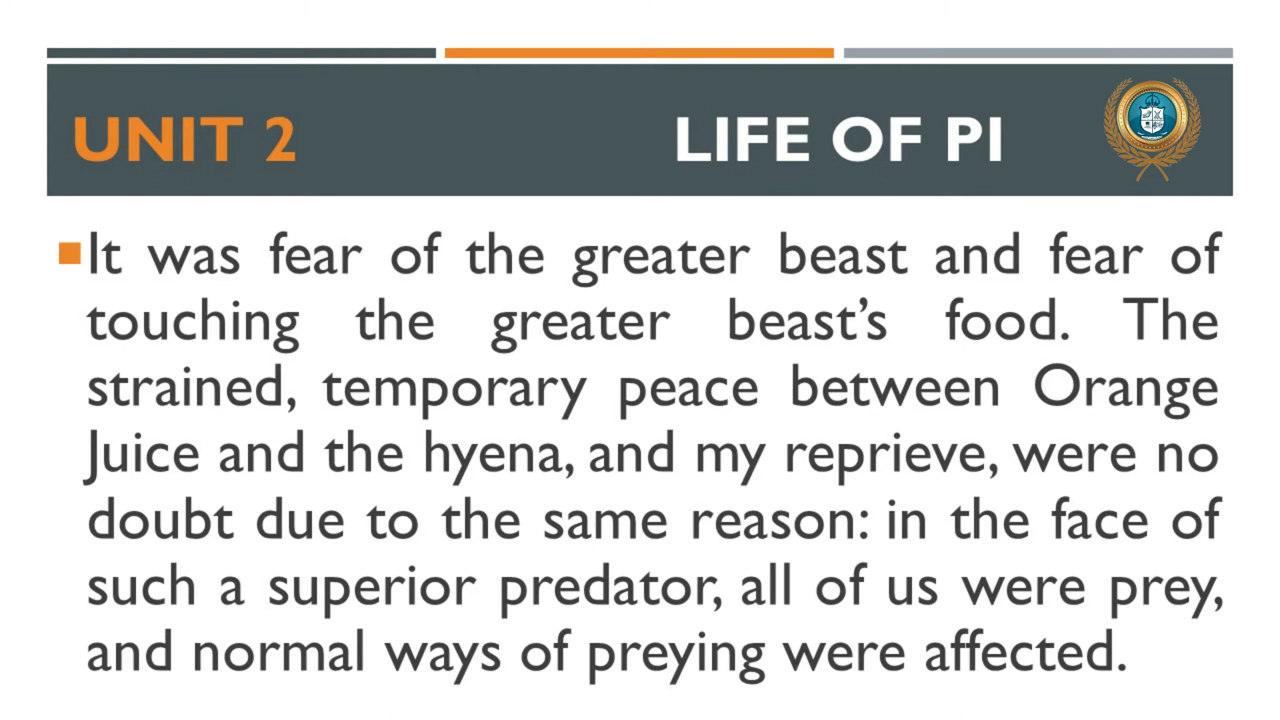 UNIT 2 LIFE OF PI
It was fear of the greater beast and fear of
touching the greater beast’s food. The
strained, temporary peace between Orange
Juice and the hyena, and my reprieve, were no
doubt due to the same reason: in the face of
such a superior predator, all of us were prey,
and normal ways of preying were affected.